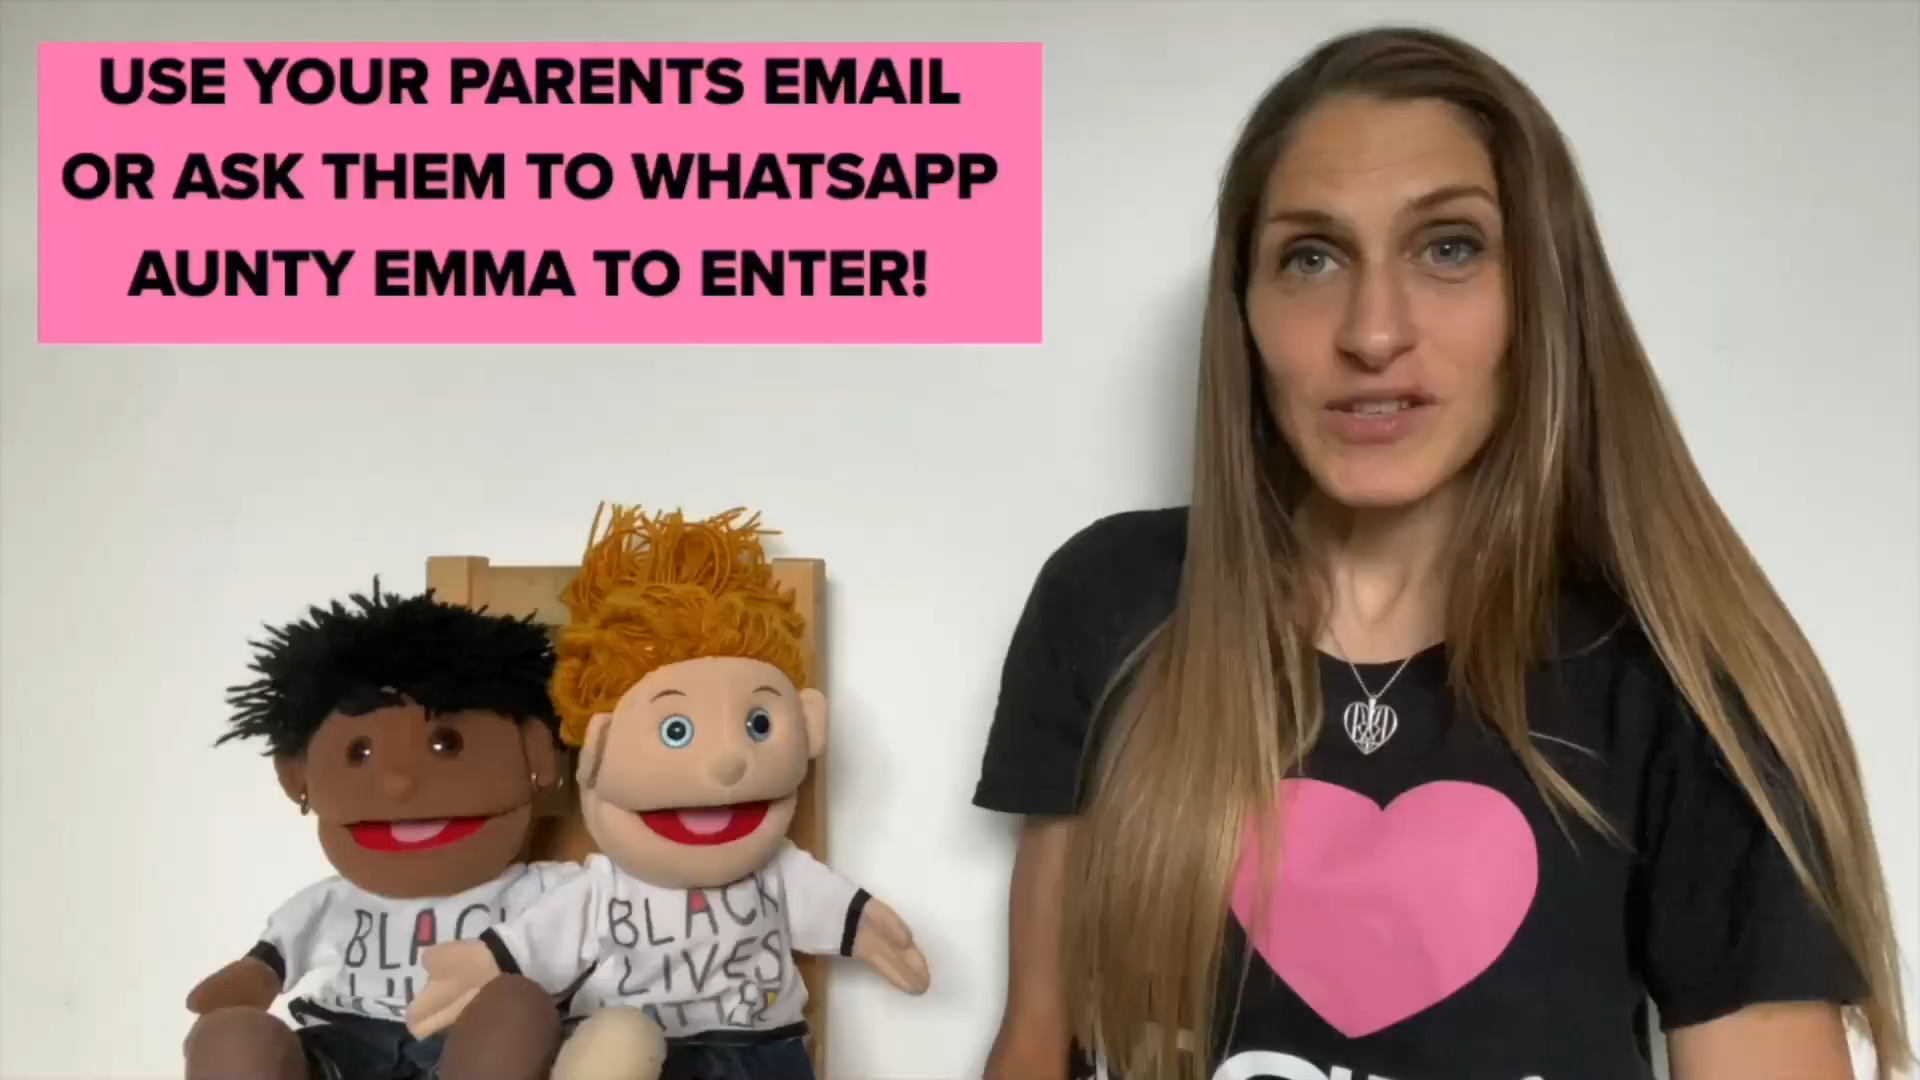 USE YOUR PARENTS EMAIL
OR ASK THEM TO WHATSAPP
AUNTY EMMA TO ENTER!
BLACK
LIVES